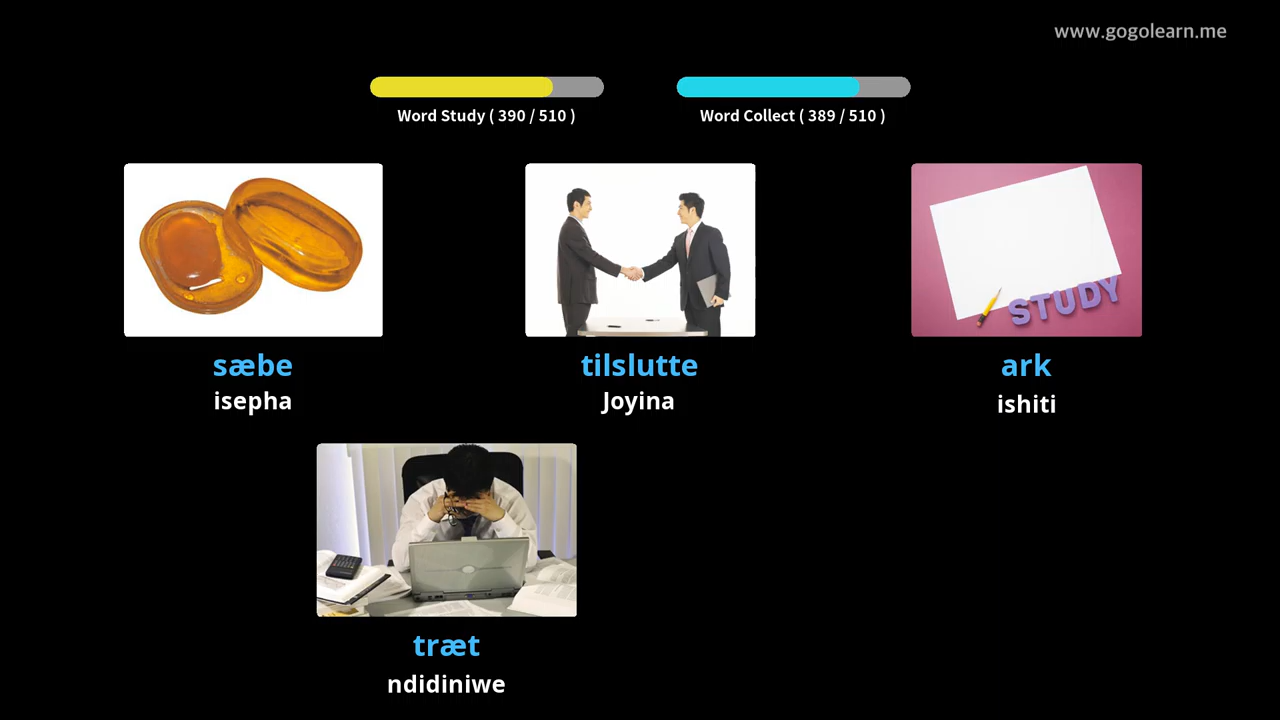 www.gogolearn.me
Word Study ( 390 / 510 )
Word Collect ( 389 / 510 )
STUDY
sæbe
isepha
tilslutte
Joyina
ark
ishiti
træt
ndidiniwe